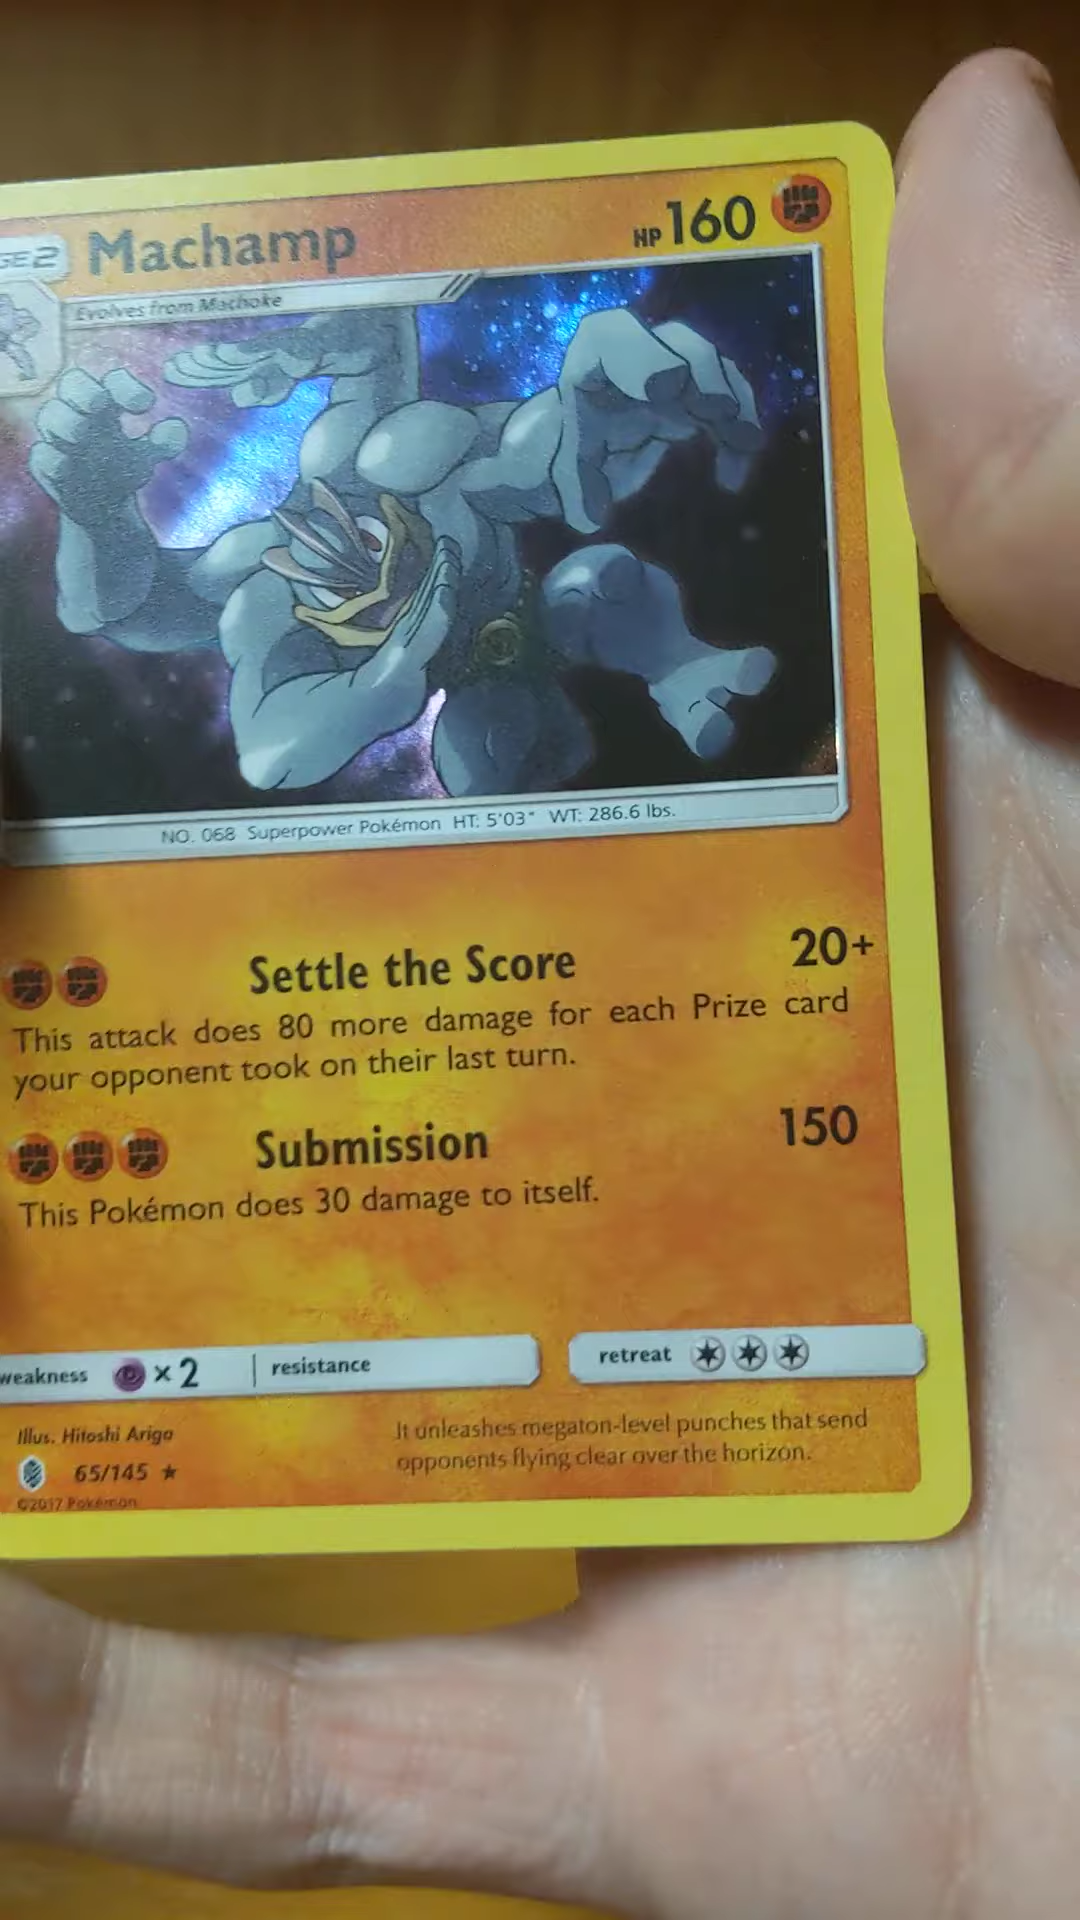 GE2 Machamp HP 160
Evolves from Machoke
NO. 068 Superpower Pokémon HT: 5'03" WT: 286.6 lbs.
Settle the Score 20+
This attack does 80 more damage for each Prize card
your opponent took on their last turn.
Submission 150
This Pokémon does 30 damage to itself.
weakness ×2 resistance retreat
Illus. Hitoshi Ariga
65/145 ★
©2017 Pokémon
It unleashes megaton-level punches that send
opponents flying clear over the horizon.